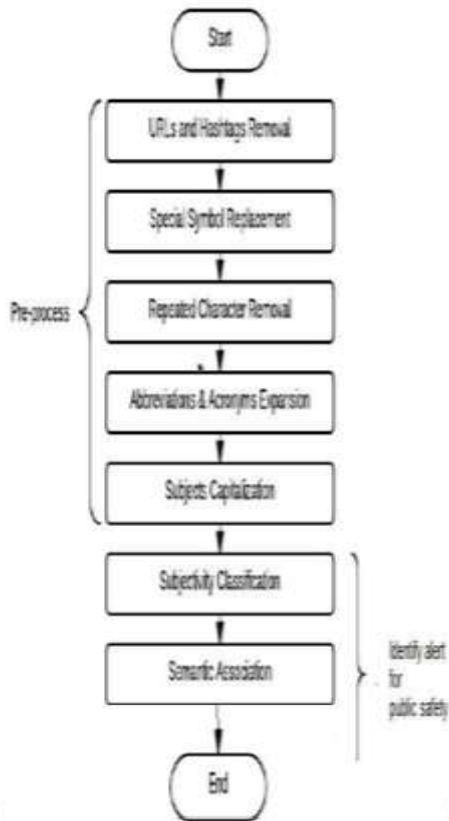 Start
URLs and Hashtags Removal
Special Symbol Replacement
Repeated Character Removal
Pre-process
Abbreviations & Acronyms Expansion
Subjects Capitalization
Subjectivity Classification
Semantic Association
Identify alert
for
public safety
End